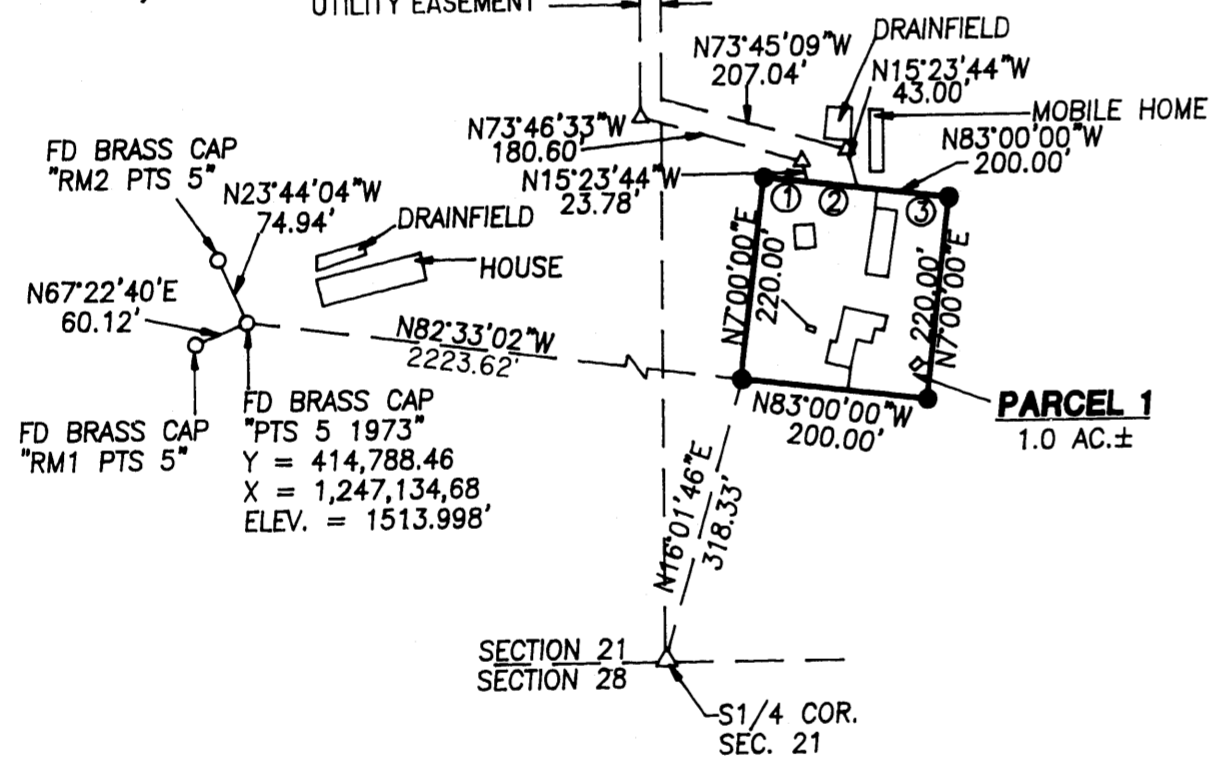 UTILITY EASEMENT
DRAINFIELD
N73°45'09"W
207.04'
N15°23'44"W
43.00'
MOBILE HOME
N73°46'33"W
180.60'
N83°00'00"W
200.00'
FD BRASS CAP
"RM2 PTS 5"
N15°23'44"W
23.78'
N23°44'04"W
74.94'
1
2
3
DRAINFIELD
HOUSE
N7°00'00"E
220.00'
220.00'
N7°00'00"E
N67°22'40'E
60.12'
N82°33'02"W
2223.62'
FD BRASS CAP
"PTS 5 1973"
Y = 414,788.46
X = 1,247,134,68
ELEV. = 1513.998'
FD BRASS CAP
"RM1 PTS 5"
N83°00'00"W
200.00'
PARCEL 1
1.0 AC.±
N16°01'46"E
318.33'
SECTION 21
SECTION 28
S1/4 COR.
SEC. 21